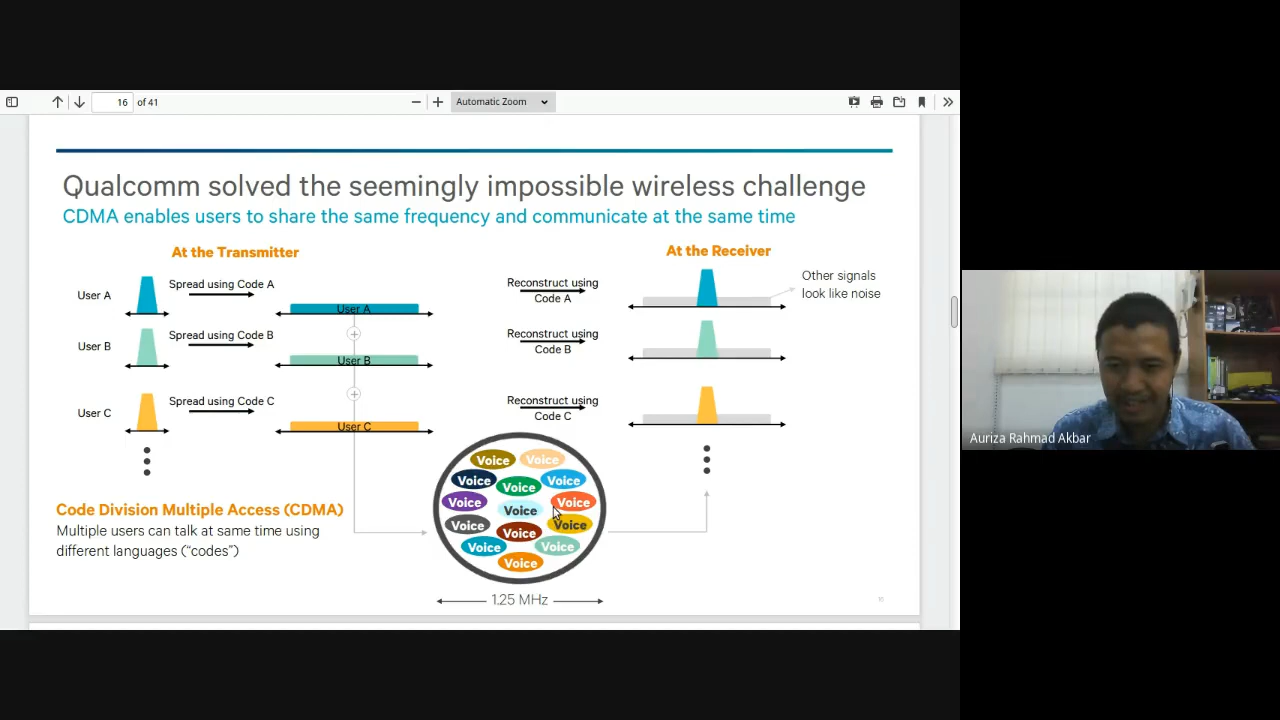 16 of 41
Automatic Zoom
Qualcomm solved the seemingly impossible wireless challenge
CDMA enables users to share the same frequency and communicate at the same time
At the Transmitter
At the Receiver
User A
Spread using Code A
User A
Reconstruct using
Code A
Other signals
look like noise
User B
Spread using Code B
User B
Reconstruct using
Code B
User C
Spread using Code C
User C
Reconstruct using
Code C
Voice Voice
Voice Voice Voice
Voice Voice Voice
Voice Voice Voice
Voice Voice
Voice
Code Division Multiple Access (CDMA)
Multiple users can talk at same time using
different languages (“codes”)
1.25 MHz
16
Auriza Rahmad Akbar